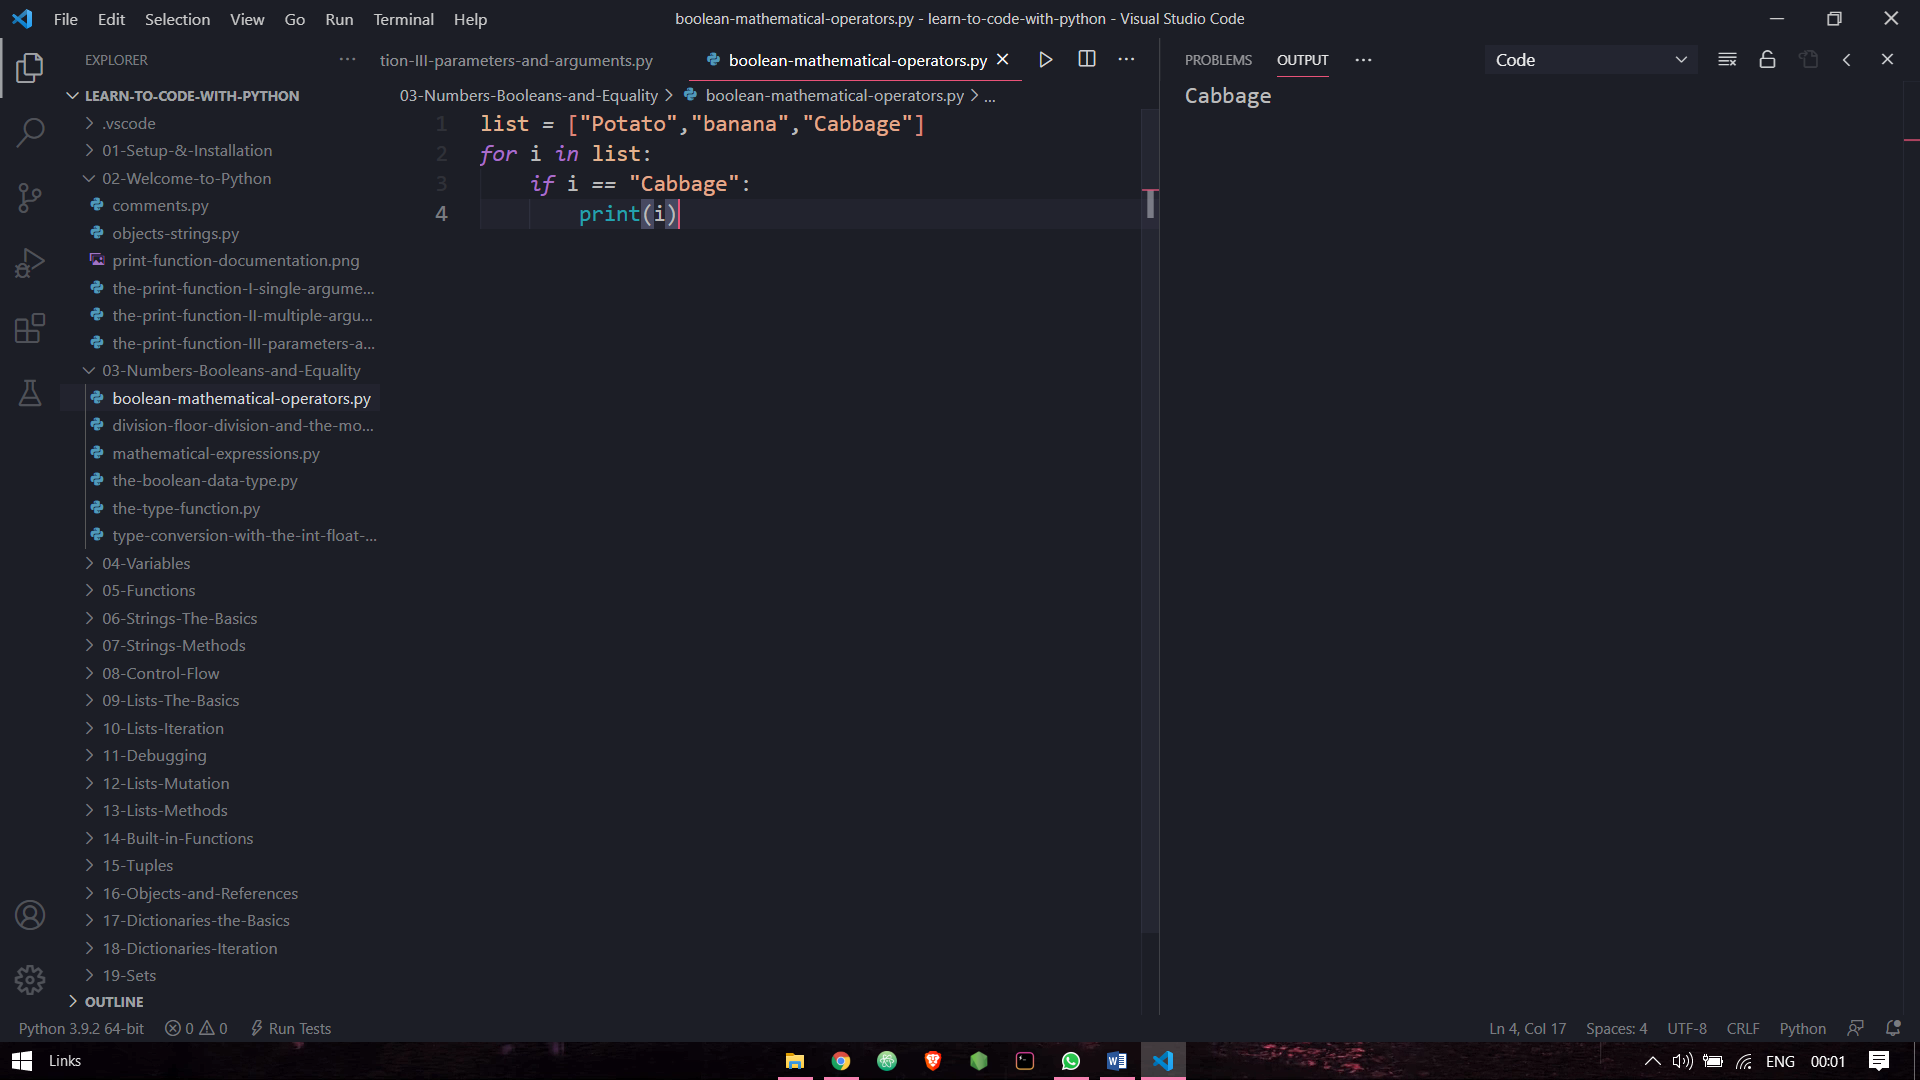 File Edit Selection View Go Run Terminal Help
boolean-mathematical-operators.py - learn-to-code-with-python - Visual Studio Code
EXPLORER
LEARN-TO-CODE-WITH-PYTHON
.vscode
01-Setup-&-Installation
02-Welcome-to-Python
comments.py
objects-strings.py
print-function-documentation.png
the-print-function-I-single-argume...
the-print-function-II-multiple-argu...
the-print-function-III-parameters-a...
03-Numbers-Booleans-and-Equality
boolean-mathematical-operators.py
division-floor-division-and-the-mo...
mathematical-expressions.py
the-boolean-data-type.py
the-type-function.py
type-conversion-with-the-int-float-...
04-Variables
05-Functions
06-Strings-The-Basics
07-Strings-Methods
08-Control-Flow
09-Lists-The-Basics
10-Lists-Iteration
11-Debugging
12-Lists-Mutation
13-Lists-Methods
14-Built-in-Functions
15-Tuples
16-Objects-and-References
17-Dictionaries-the-Basics
18-Dictionaries-Iteration
19-Sets
OUTLINE
tion-III-parameters-and-arguments.py boolean-mathematical-operators.py
03-Numbers-Booleans-and-Equality > boolean-mathematical-operators.py > ...
1 list = ["Potato","banana","Cabbage"]
2 for i in list:
3 if i == "Cabbage":
4 print(i)
PROBLEMS OUTPUT Code
Cabbage
Python 3.9.2 64-bit 0 0 Run Tests
Ln 4, Col 17 Spaces: 4 UTF-8 CRLF Python
Links
ENG 00:01